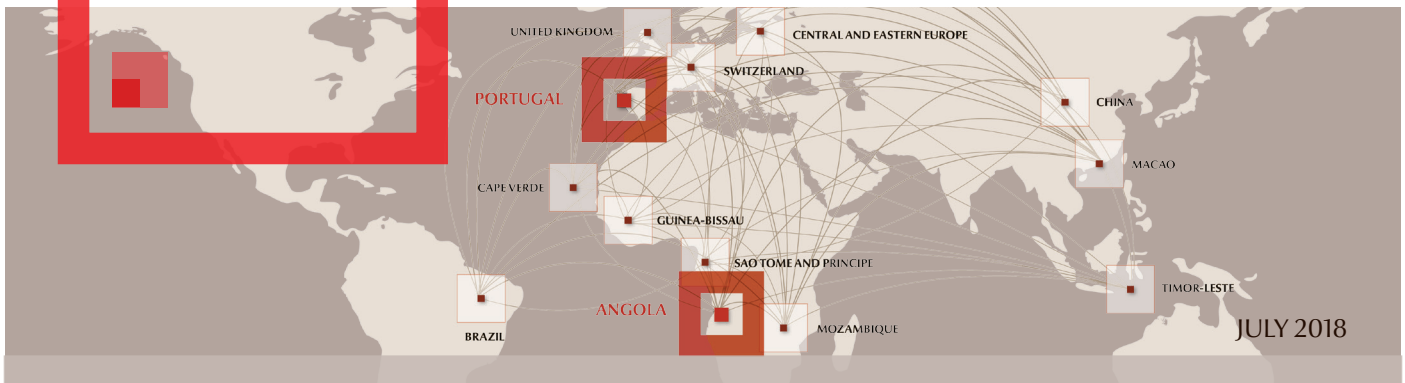 UNITED KINGDOM
CENTRAL AND EASTERN EUROPE
SWITZERLAND
PORTUGAL
CHINA
MACAO
CAPE VERDE
GUINEA-BISSAU
SAO TOME AND PRINCIPE
TIMOR-LESTE
ANGOLA
MOZAMBIQUE
JULY 2018
BRAZIL